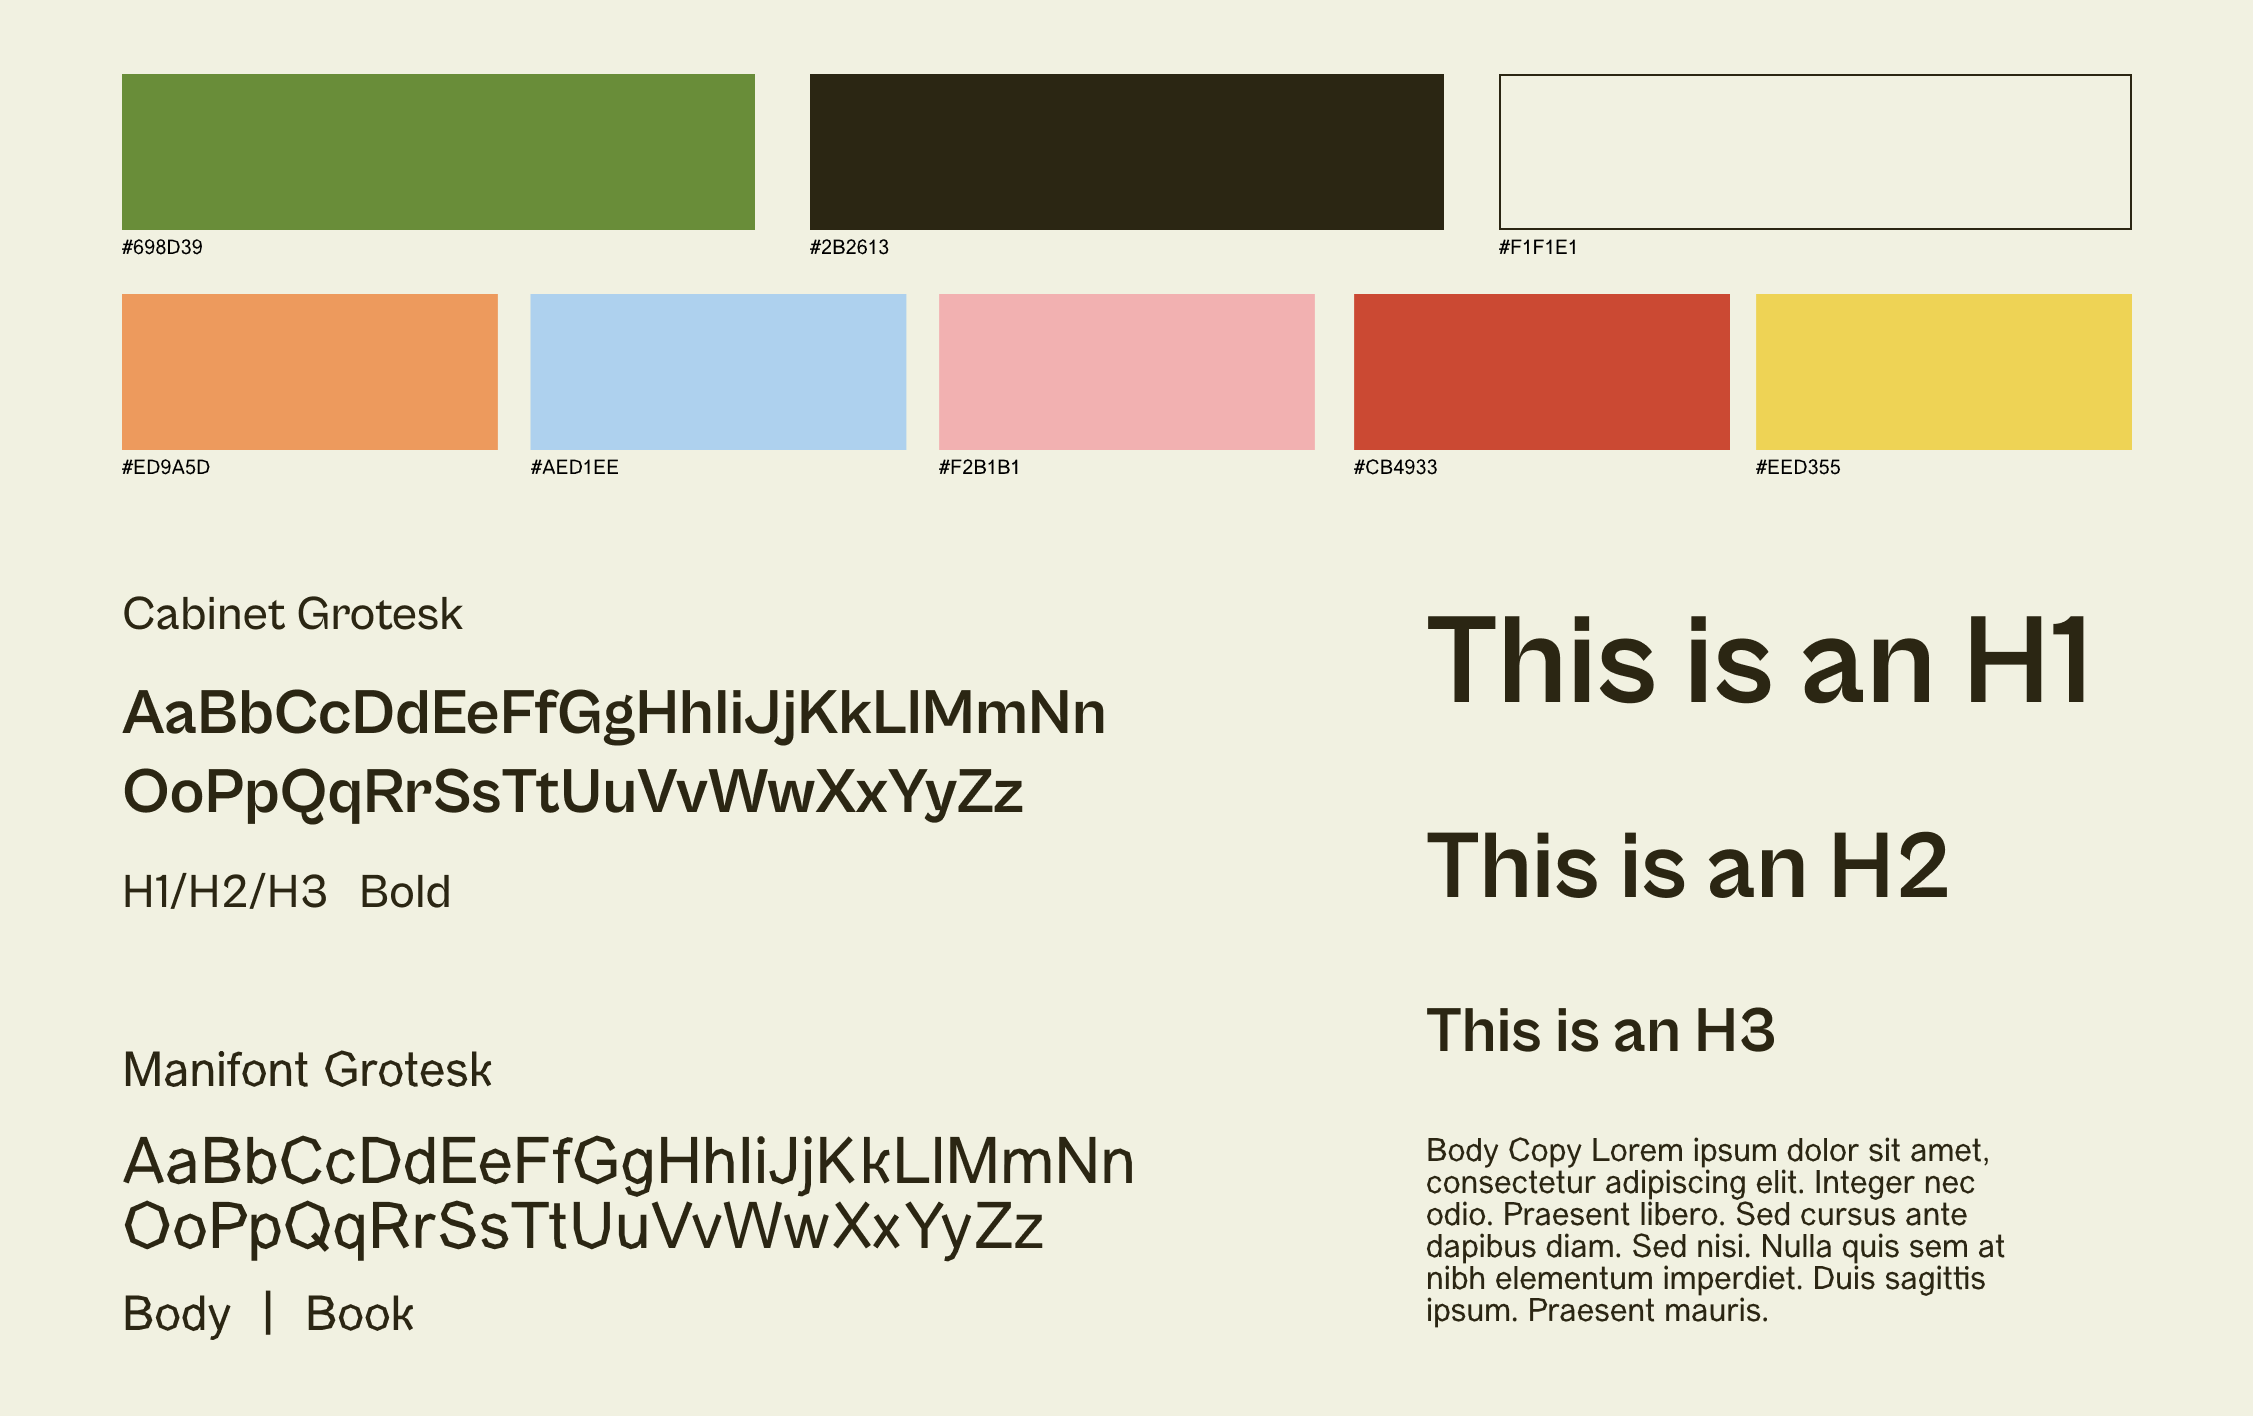 #698D39
#2B2613
#F1F1E1
#ED9A5D
#AED1EE
#F2B1B1
#CB4933
#EED355
Cabinet Grotesk
AaBbCcDdEeFfGgHhIiJjKkLlMmNn
OoPpQqRrSsTtUuVvWwXxYyZz
H1/H2/H3 Bold
Manifont Grotesk
AaBbCcDdEeFfGgHhIiJjKkLlMmNn
OoPpQqRrSsTtUuVvWwXxYyZz
Body | Book
This is an H1
This is an H2
This is an H3
Body Copy Lorem ipsum dolor sit amet,
consectetur adipiscing elit. Integer nec
odio. Praesent libero. Sed cursus ante
dapibus diam. Sed nisi. Nulla quis sem at
nibh elementum imperdiet. Duis sagittis
ipsum. Praesent mauris.